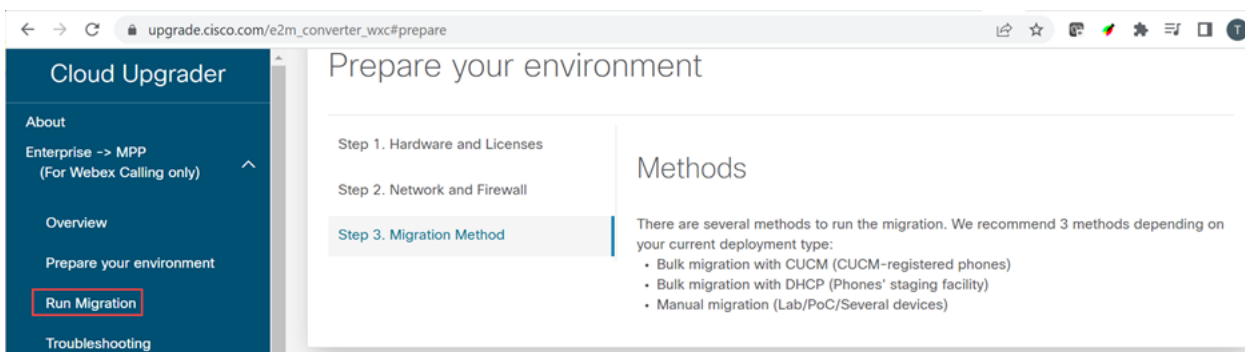 upgrade.cisco.com/e2m_converter_wxc#prepare
T
Cloud Upgrader
About
Enterprise -> MPP
(For Webex Calling only)
Overview
Prepare your environment
Run Migration
Troubleshooting
Prepare your environment
Step 1. Hardware and Licenses
Step 2. Network and Firewall
Step 3. Migration Method
Methods
There are several methods to run the migration. We recommend 3 methods depending on
your current deployment type:
• Bulk migration with CUCM (CUCM-registered phones)
• Bulk migration with DHCP (Phones' staging facility)
• Manual migration (Lab/PoC/Several devices)